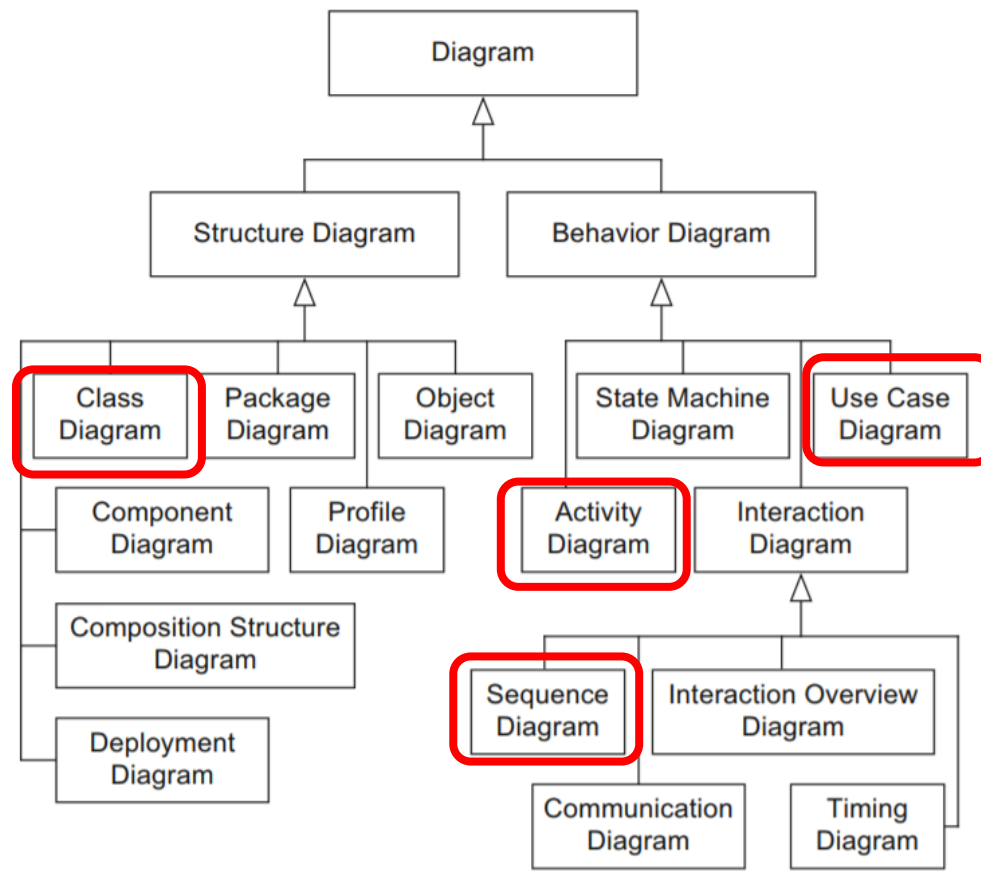 Diagram
Structure Diagram
Behavior Diagram
Class
Diagram
Package
Diagram
Object
Diagram
State Machine
Diagram
Use Case
Diagram
Component
Diagram
Profile
Diagram
Activity
Diagram
Interaction
Diagram
Composition Structure
Diagram
Sequence
Diagram
Interaction Overview
Diagram
Deployment
Diagram
Communication
Diagram
Timing
Diagram